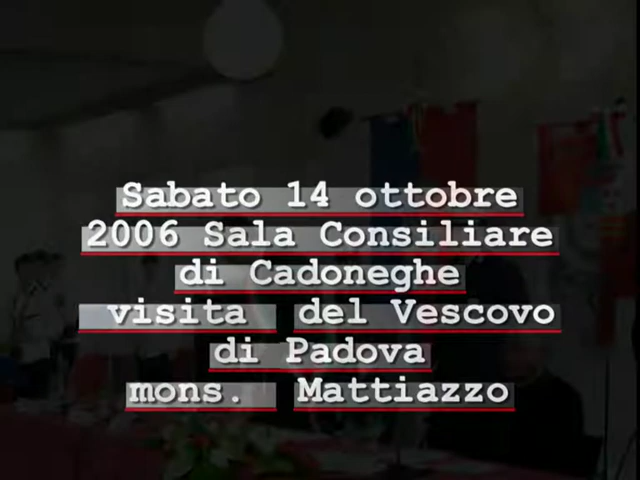 Sabato 14 ottobre
2006 Sala Consiliare
di Cadoneghe
visita del Vescovo
di Padova
mons. Mattiazzo